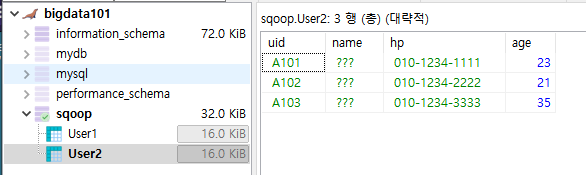 bigdata101
information_schema 72.0 KiB
mydb
mysql
performance_schema
sqoop 32.0 KiB
User1 16.0 KiB
User2 16.0 KiB
sqoop.User2: 3 행 (총) (대략적)
uid name hp age
A101 ??? 010-1234-1111 23
A102 ??? 010-1234-2222 21
A103 ??? 010-1234-3333 35